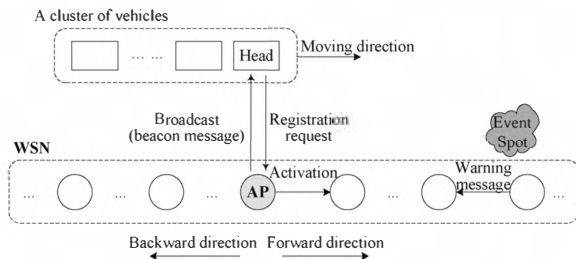 A cluster of vehicles
... ... Head
Moving direction
Broadcast
(beacon message)
Registration
request
Event
Spot
WSN
Activation
Warning
message
... ... ... AP ... ...
Backward direction Forward direction